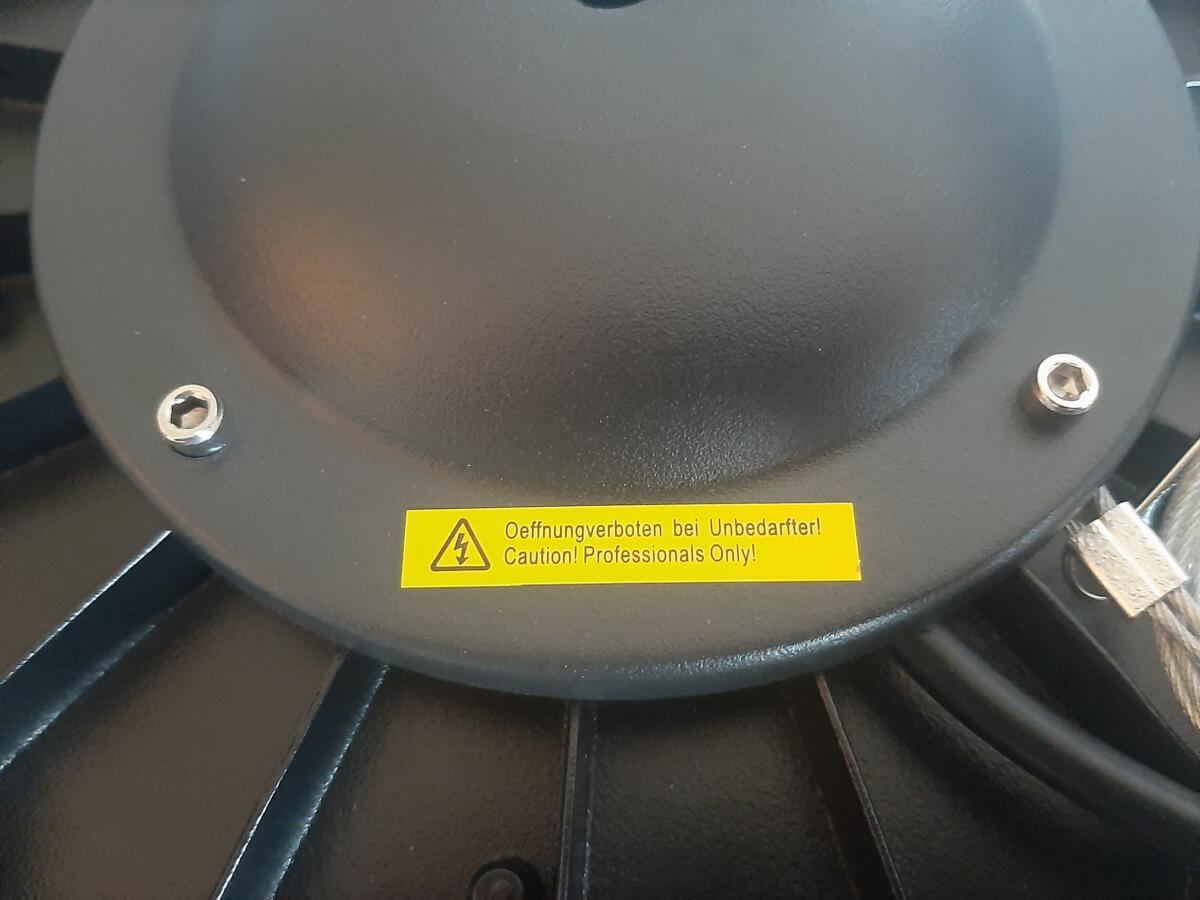 Oeffnungverboten bei Unbedarfter!
Caution! Professionals Only!